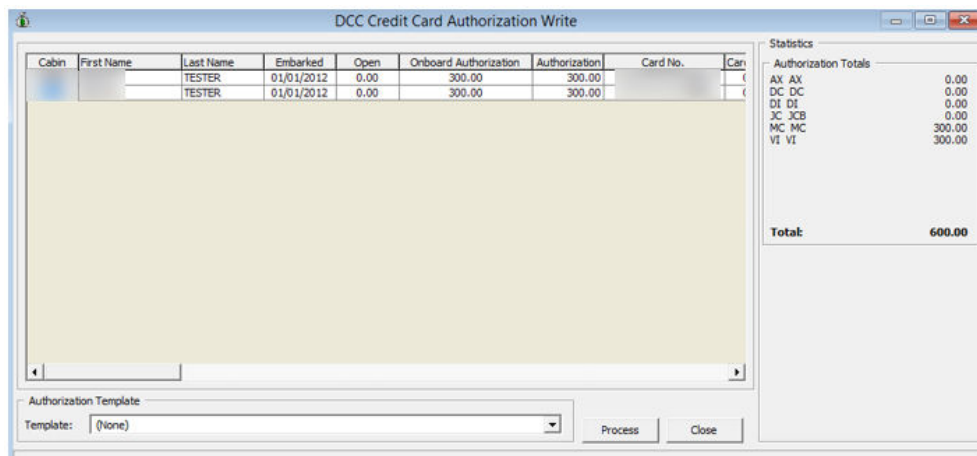 DCC Credit Card Authorization Write
Cabin First Name Last Name Embarked Open Onboard Authorization Authorization Card No. Car
TESTER 01/01/2012 0.00 300.00 300.00
TESTER 01/01/2012 0.00 300.00 300.00
Statistics
Authorization Totals
AX AX 0.00
DC DC 0.00
DI DI 0.00
JC JCB 0.00
MC MC 300.00
VI VI 300.00
Total: 600.00
Authorization Template
Template: (None)
Process Close